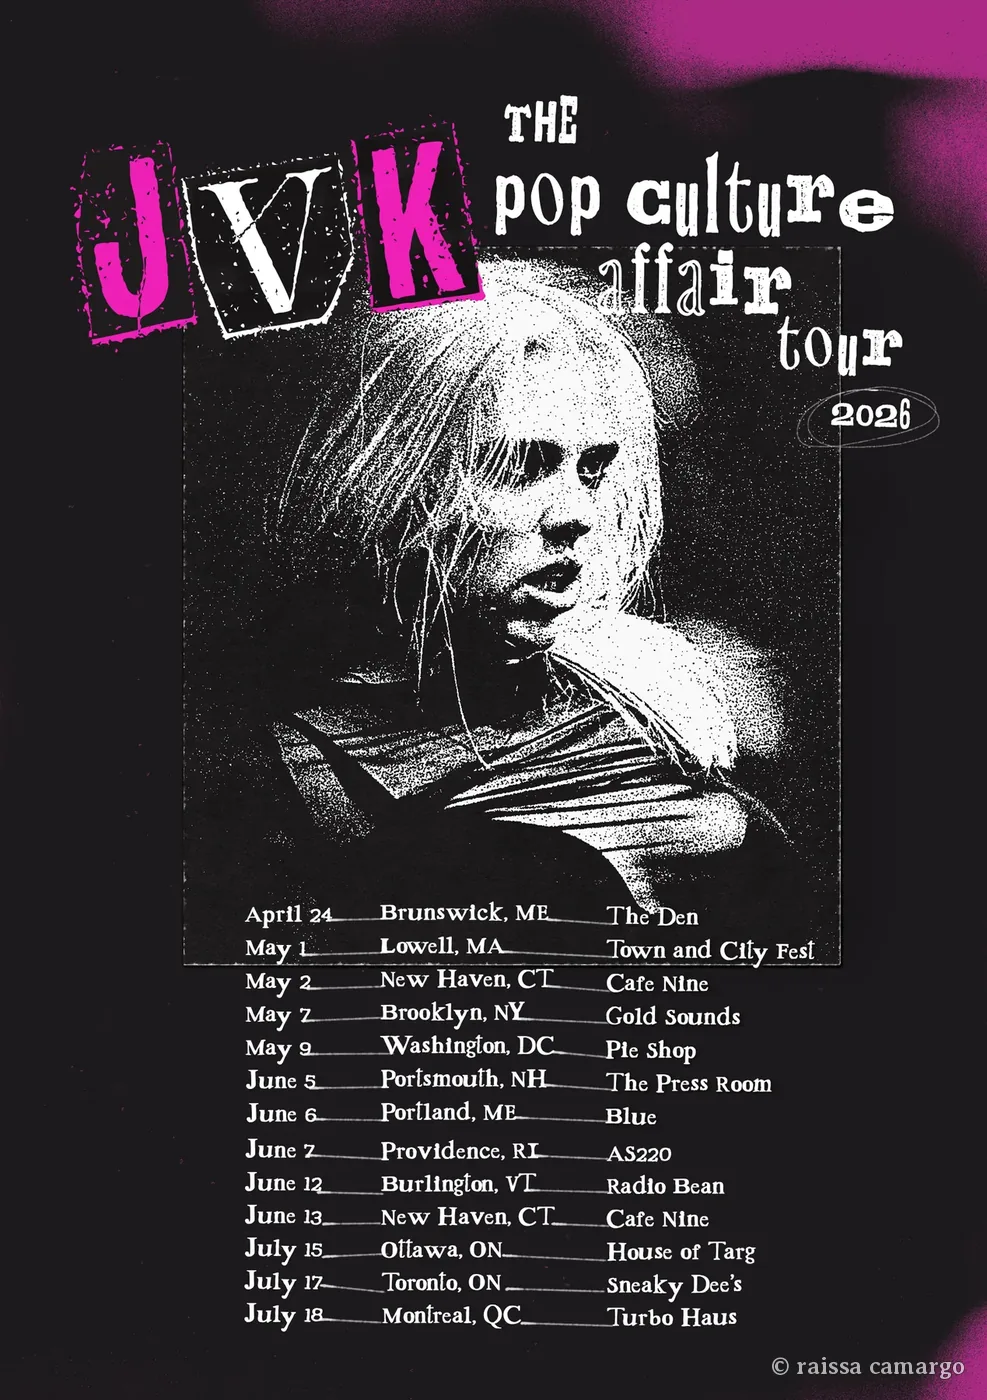 JVK
THE
pop culture
affair
tour
2026
April 24 Brunswick, ME The Den
May 1 Lowell, MA Town and City Fest
May 2 New Haven, CT Cafe Nine
May 7 Brooklyn, NY Gold Sounds
May 9 Washington, DC Pie Shop
June 5 Portsmouth, NH The Press Room
June 6 Portland, ME Blue
June 7 Providence, RI AS220
June 12 Burlington, VT Radio Bean
June 13 New Haven, CT Cafe Nine
July 15 Ottawa, ON House of Targ
July 17 Toronto, ON Sneaky Dee's
July 18 Montreal, QC Turbo Haus
© raissa camargo